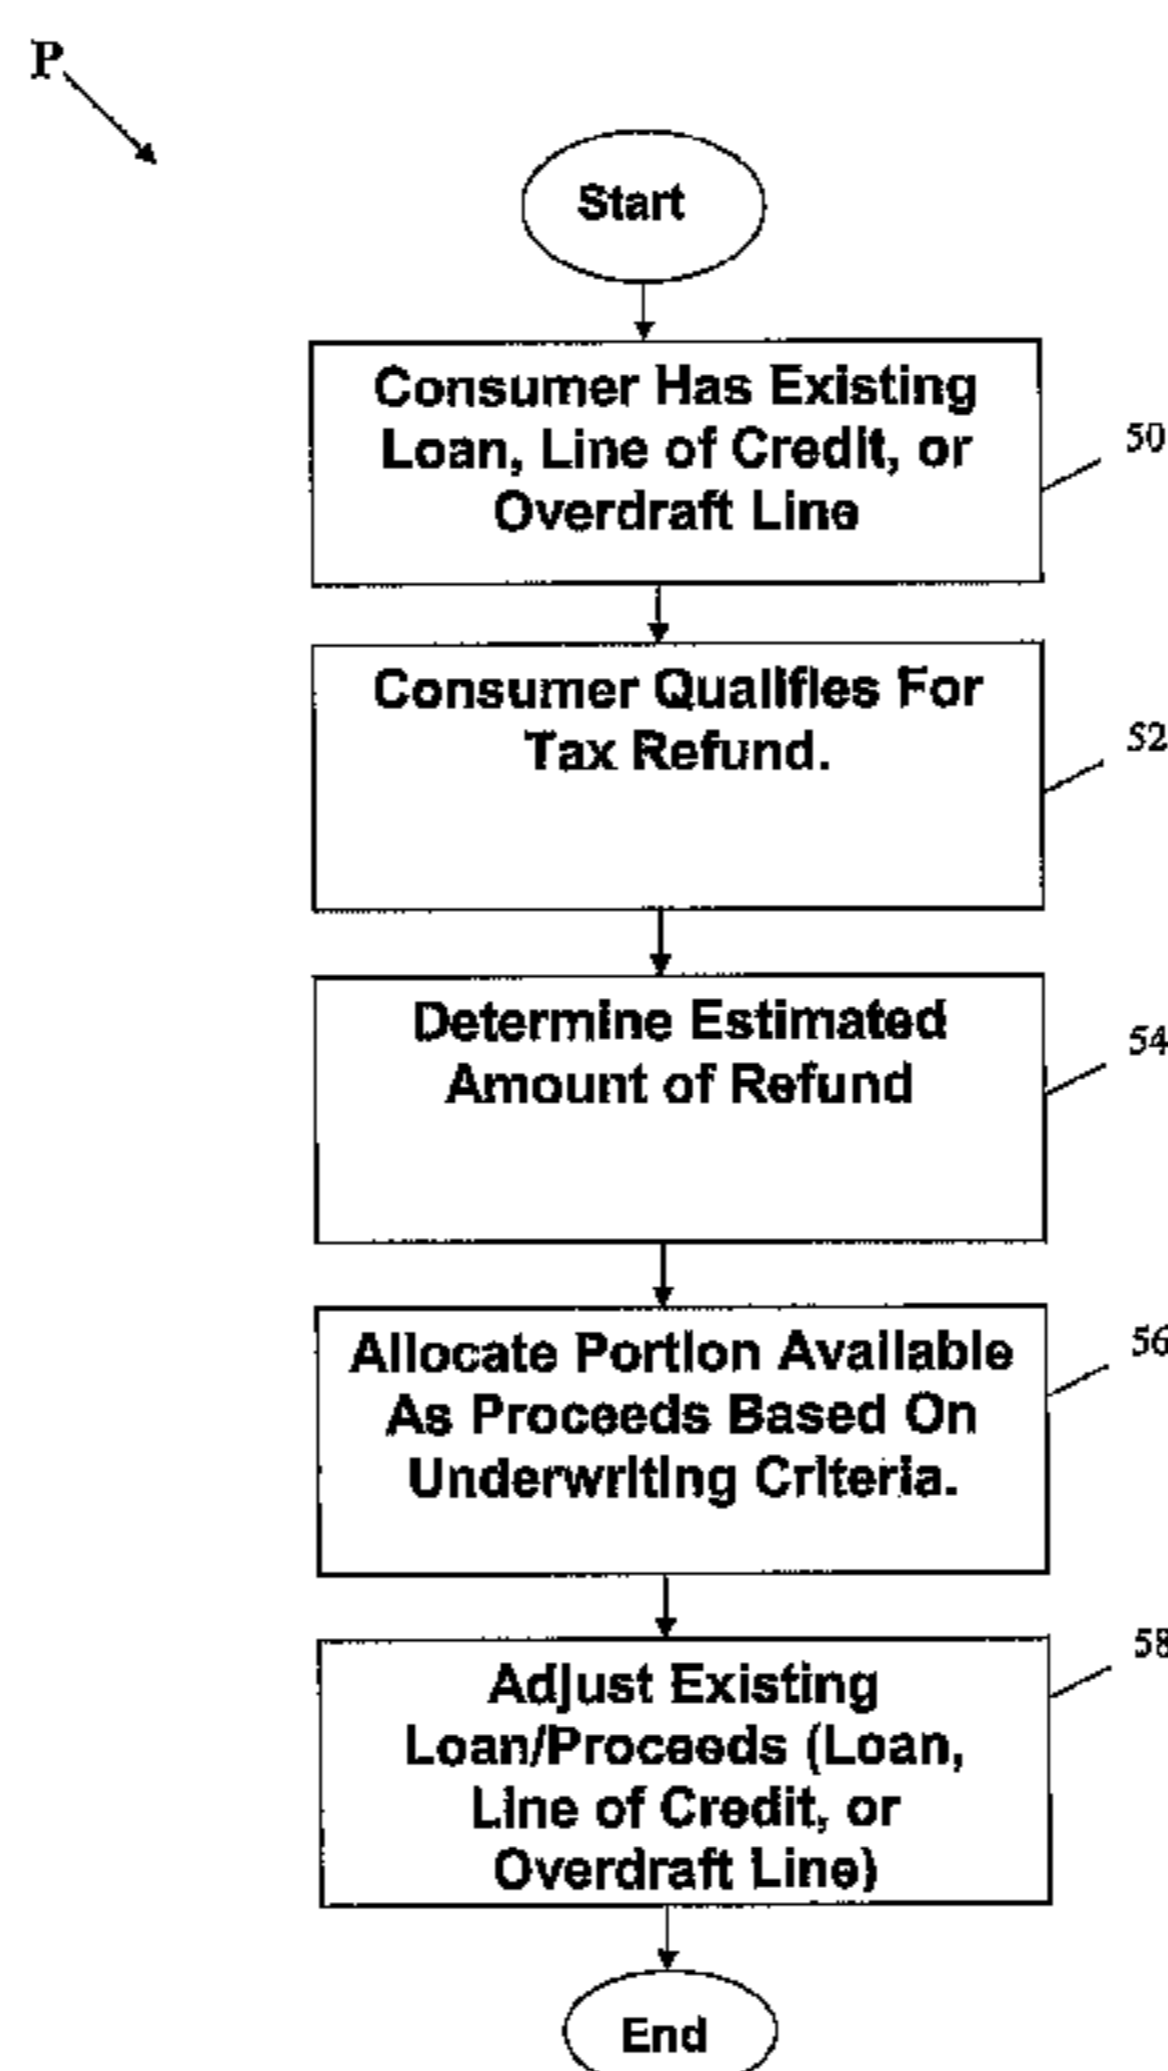 P
Start
Consumer Has Existing
Loan, Line of Credit, or
Overdraft Line
50
Consumer Qualifies For
Tax Refund.
52
Determine Estimated
Amount of Refund
54
Allocate Portion Available
As Proceeds Based On
Underwriting Criteria.
56
Adjust Existing
Loan/Proceeds (Loan,
Line of Credit, or
Overdraft Line)
58
End